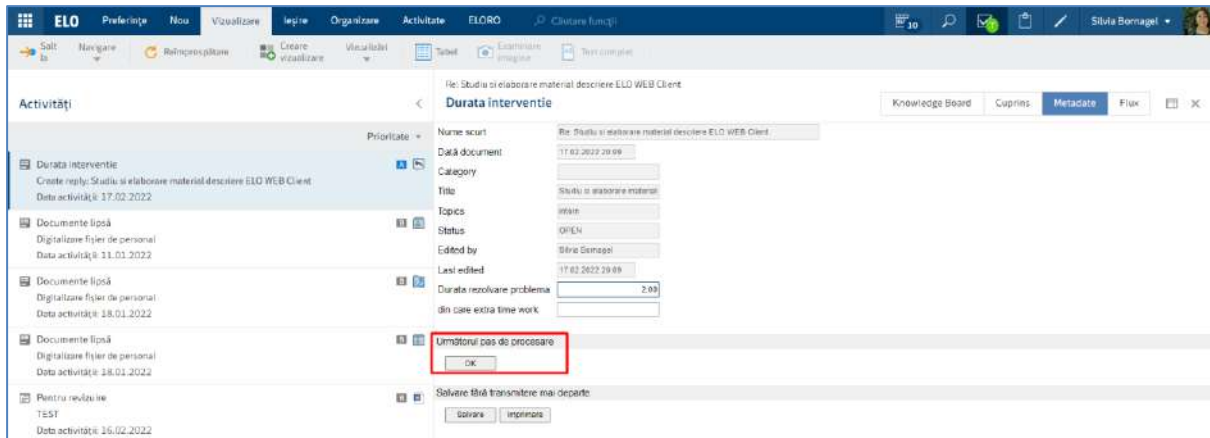 ELO Preferințe Nou Vizualizare Ieșire Organizare Activitate ELORO Căutare funcții 10 Silvia Bornagel
Salt la Navigare Reîmprospătare Creare vizualizare Vizualizări Tabel Examinare imagine Text complet
Re: Studiu si elaborare material descriere ELO WEB Client
Activități Durata interventie Knowledge Board Cuprins Metadate Flux
Prioritate
Durata interventie A
Create reply: Studiu si elaborare material descriere ELO WEB Client
Data activității: 17.02.2022
Documente lipsă
Digitalizare fișier de personal
Data activității: 11.01.2022
Documente lipsă
Digitalizare fișier de personal
Data activității: 18.01.2022
Documente lipsă
Digitalizare fișier de personal
Data activității: 18.01.2022
Pentru revizuire
TEST
Data activității: 16.02.2022
Nume scurt Re: Studiu si elaborare material descriere ELO WEB Client
Dată document 17.02.2022 20:09
Category
Title Studiu si elaborare material
Topics intern
Status OPEN
Edited by Silvia Bornagel
Last edited 17.02.2022 20:09
Durata rezolvare problema 2,00
din care extra time work
Următorul pas de procesare
OK
Salvare fără transmitere mai departe
Salvare Imprimare